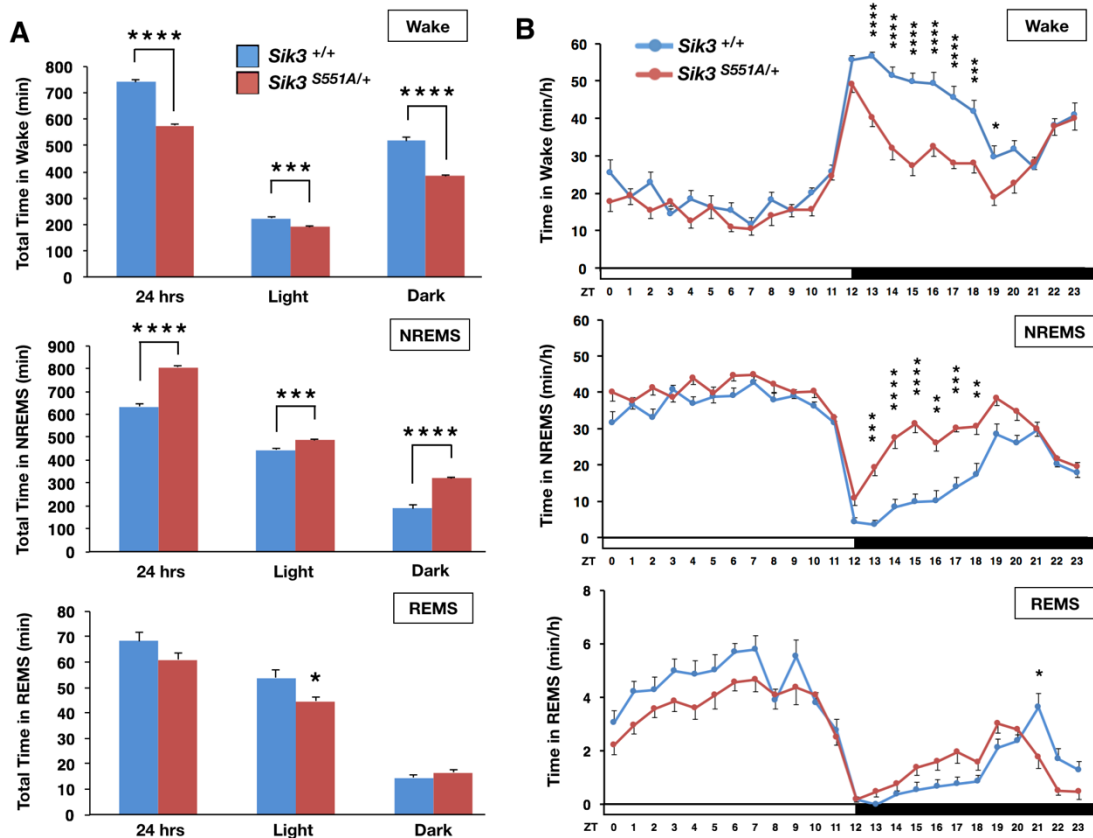 A
Wake
****
Sik3 +/+
Sik3 S551A/+
****
***
Total Time in Wake (min)
800
700
600
500
400
300
200
100
0
24 hrs
Light
Dark
NREMS
****
***
****
Total Time in NREMS (min)
900
800
700
600
500
400
300
200
100
0
24 hrs
Light
Dark
REMS
*
Total Time in REMS (min)
80
70
60
50
40
30
20
10
0
24 hrs
Light
Dark
B
Wake
Sik3 +/+
Sik3 S551A/+
****
****
****
****
****
***
*
Time in Wake (min/h)
60
50
40
30
20
10
0
ZT 0 1 2 3 4 5 6 7 8 9 10 11 12 13 14 15 16 17 18 19 20 21 22 23
NREMS
***
****
****
**
***
**
Time in NREMS (min/h)
60
50
40
30
20
10
0
ZT 0 1 2 3 4 5 6 7 8 9 10 11 12 13 14 15 16 17 18 19 20 21 22 23
REMS
*
Time in REMS (min/h)
8
6
4
2
0
ZT 0 1 2 3 4 5 6 7 8 9 10 11 12 13 14 15 16 17 18 19 20 21 22 23